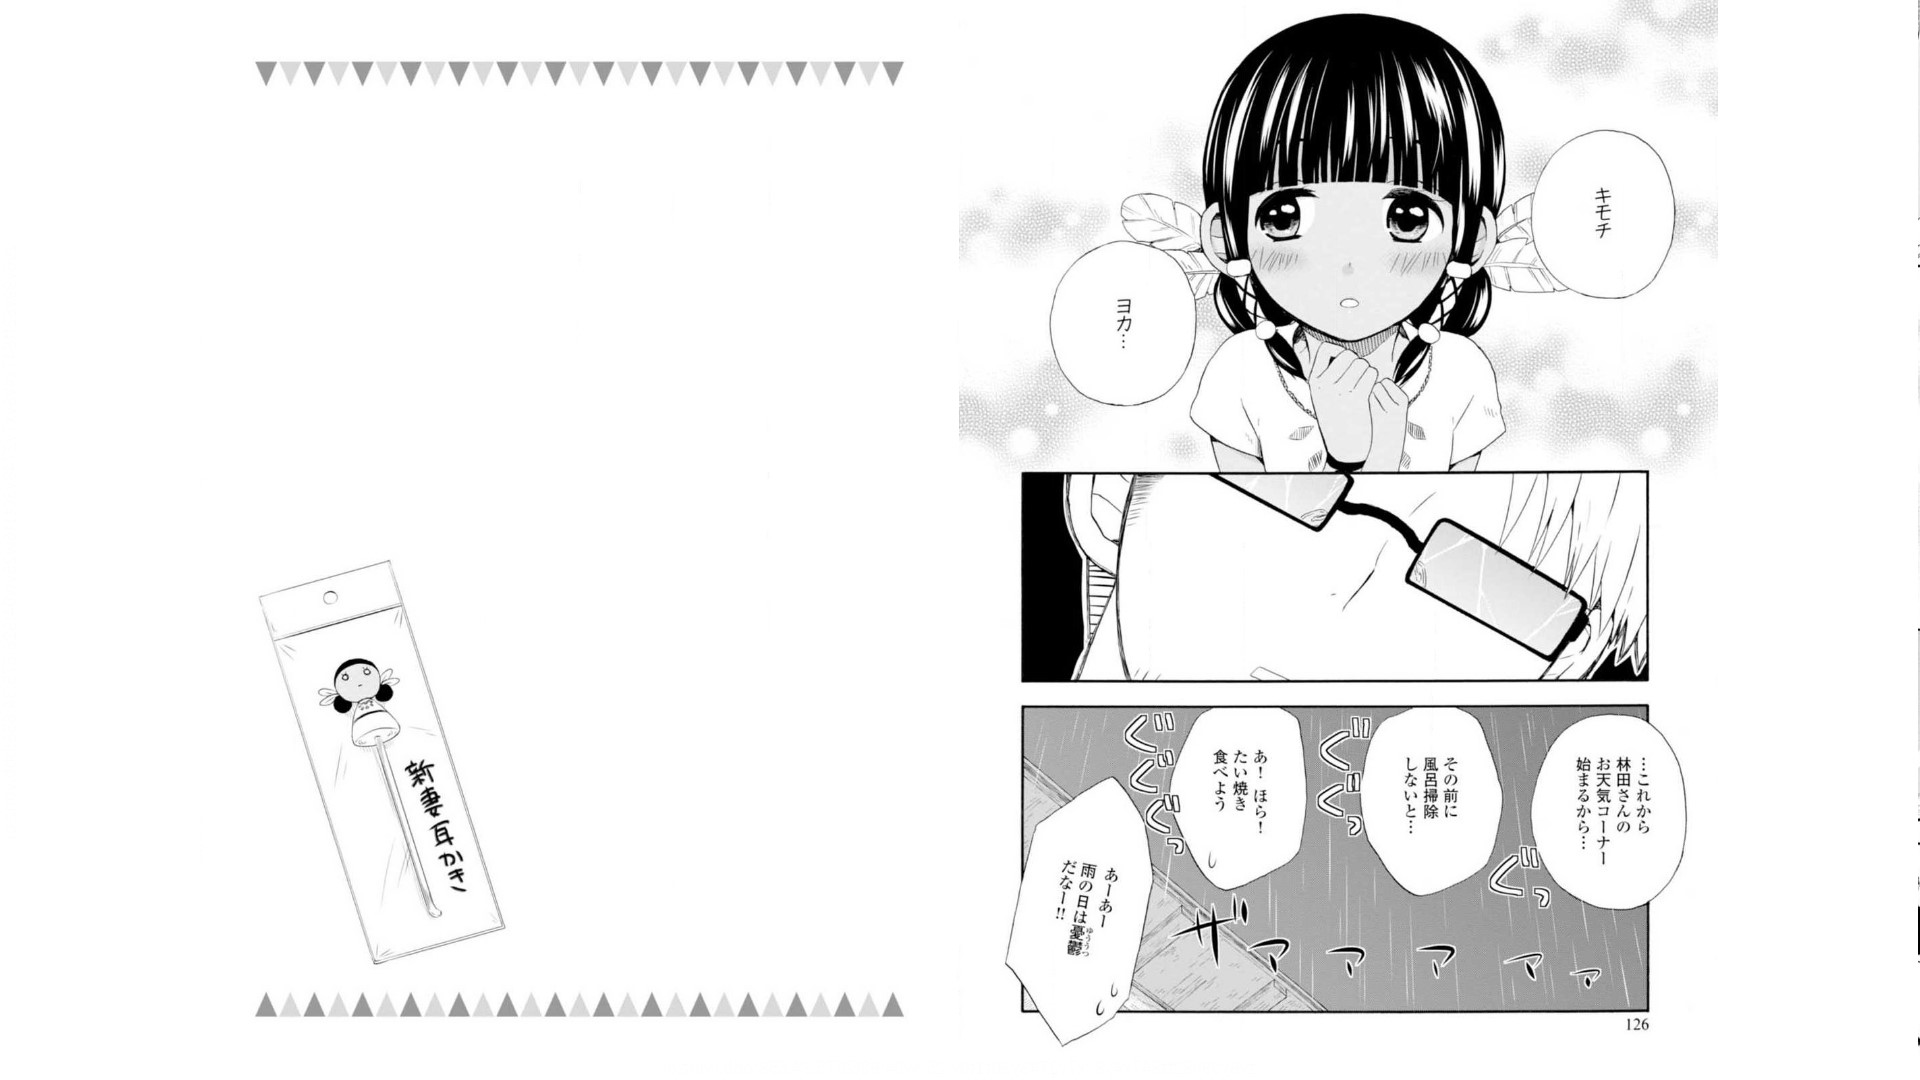 キモチ
ヨカ…
…これから
林田さんの
お天気コーナー
始まるから…
ぐっ
その前に
風呂掃除
しないと…
ぐぐっ
あ！ほら！
たい焼き
食べよう
ぐぐぐっ
あーあー
雨の日は憂鬱
ゆううつ
だなー!!
ザァァァァァ
126
新妻耳かき